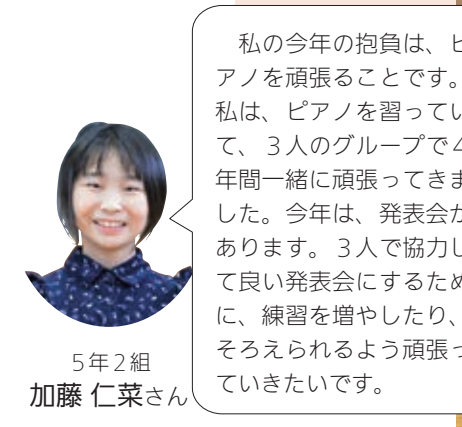 私の今年の抱負は、ピ
アノを頑張ることです。
私は、ピアノを習ってい
て、３人のグループで４
年間一緒に頑張ってきま
した。今年は、発表会が
あります。３人で協力し
て良い発表会にするため
に、練習を増やしたり、
そろえられるよう頑張っ
ていきたいです。
５年２組
加藤 仁菜さん